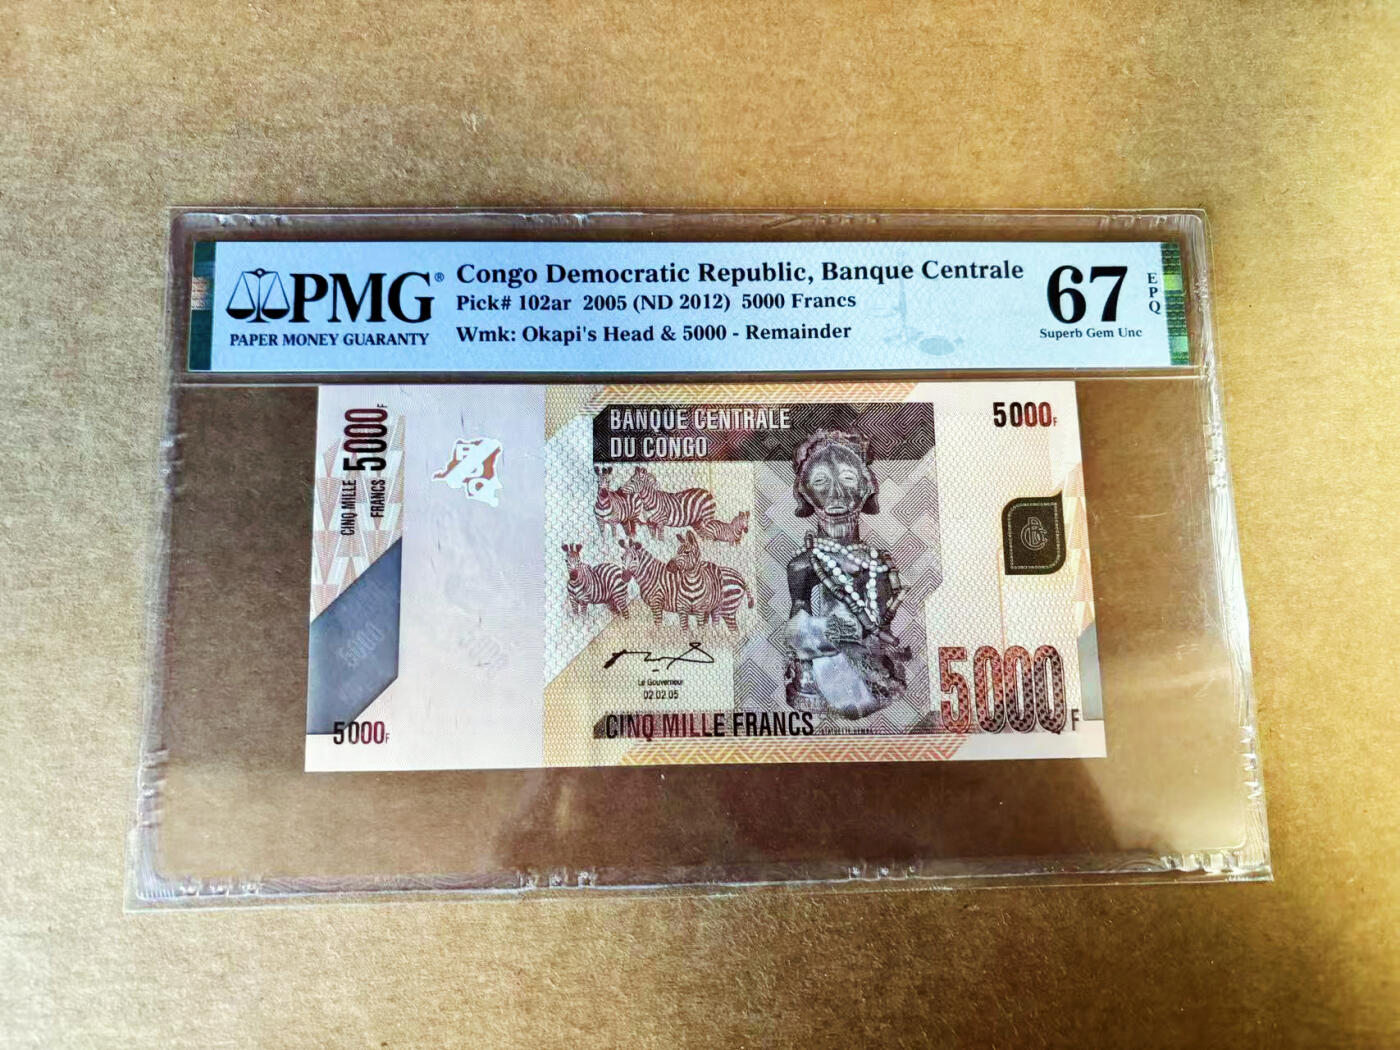 PMG®
PAPER MONEY GUARANTY
Congo Democratic Republic, Banque Centrale
Pick# 102ar 2005 (ND 2012) 5000 Francs
Wmk: Okapi's Head & 5000 - Remainder
67
EPQ
Superb Gem Unc
CINQ MILLE 5000F
FRANCS
BANQUE CENTRALE
DU CONGO
5000F
5000
5000
Le Gouverneur
02.02.05
5000F
CINQ MILLE FRANCS
5000F